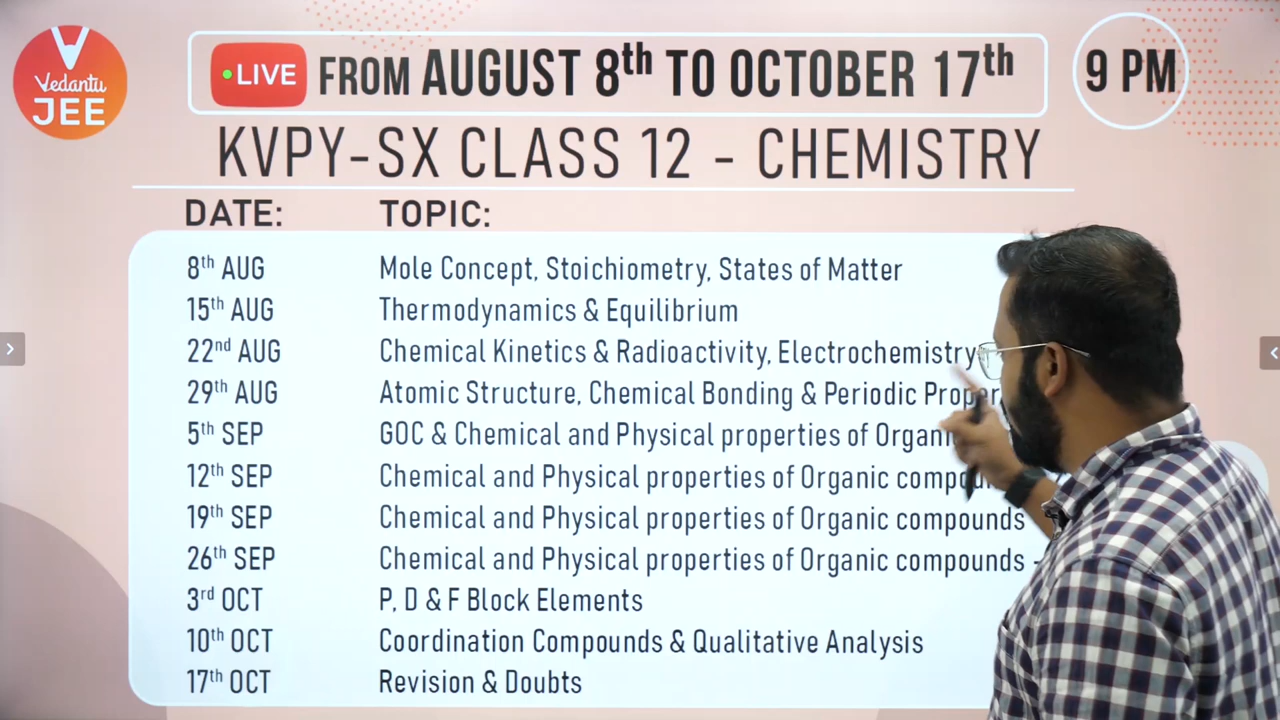 Vedantu
JEE
LIVE FROM AUGUST 8th TO OCTOBER 17th
9 PM
KVPY-SX CLASS 12 - CHEMISTRY
DATE: TOPIC:
8th AUG Mole Concept, Stoichiometry, States of Matter
15th AUG Thermodynamics & Equilibrium
22nd AUG Chemical Kinetics & Radioactivity, Electrochemistry
29th AUG Atomic Structure, Chemical Bonding & Periodic
5th SEP GOC & Chemical and Physical properties of
12th SEP Chemical and Physical properties of Organic
19th SEP Chemical and Physical properties of Organic compounds
26th SEP Chemical and Physical properties of Organic compounds -
3rd OCT P, D & F Block Elements
10th OCT Coordination Compounds & Qualitative Analysis
17th OCT Revision & Doubts